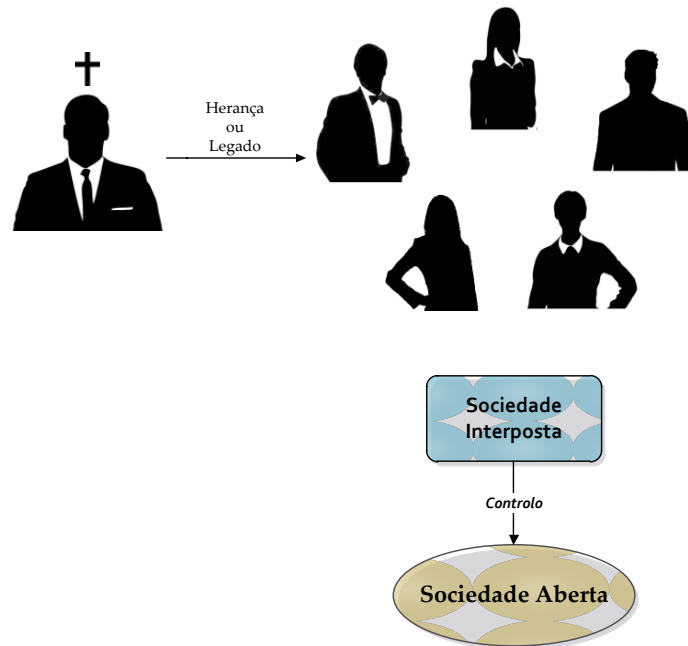 Herança
ou
Legado
Sociedade
Interposta
Controlo
Sociedade Aberta